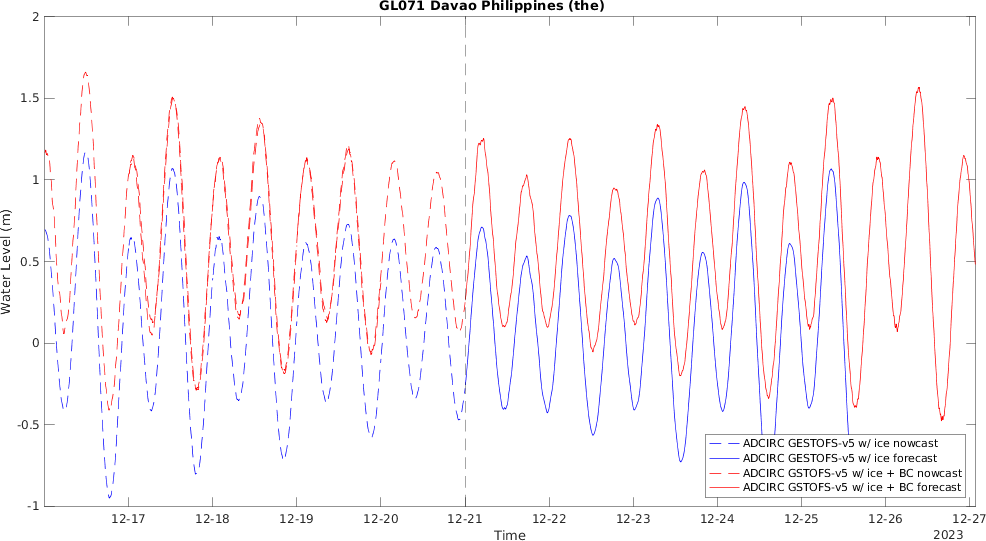 GL071 Davao Philippines (the)
2
1.5
1
0.5
0
-0.5
-1
Water Level (m)
ADCIRC GESTOFS-v5 w/ ice nowcast
ADCIRC GESTOFS-v5 w/ ice forecast
ADCIRC GSTOFS-v5 w/ ice + BC nowcast
ADCIRC GSTOFS-v5 w/ ice + BC forecast
12-17 12-18 12-19 12-20 12-21 12-22 12-23 12-24 12-25 12-26 12-27
Time
2023